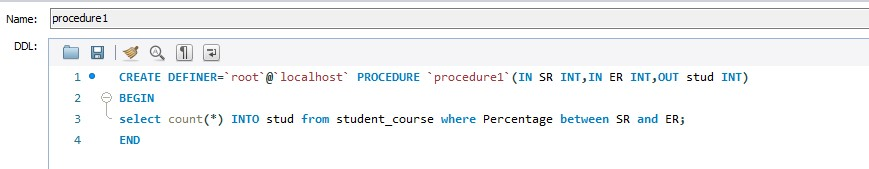 Name: procedure1
DDL:
1 CREATE DEFINER=`root`@`localhost` PROCEDURE `procedure1`(IN SR INT,IN ER INT,OUT stud INT)
2 BEGIN
3 select count(*) INTO stud from student_course where Percentage between SR and ER;
4 END